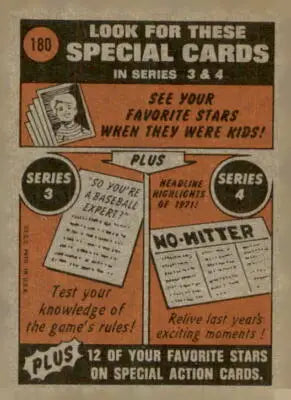 180
LOOK FOR THESE
SPECIAL CARDS
IN SERIES 3 & 4
SEE YOUR
FAVORITE STARS
WHEN THEY WERE KIDS!
PLUS
SERIES
3
"SO YOU'RE
A BASEBALL
EXPERT?"
HEADLINE
HIGHLIGHTS
OF 1971!
SERIES
4
NO-HITTER
Test your
knowledge of
the game's rules!
Relive last year's
exciting moments!
PLUS
12 OF YOUR FAVORITE STARS
ON SPECIAL ACTION CARDS.